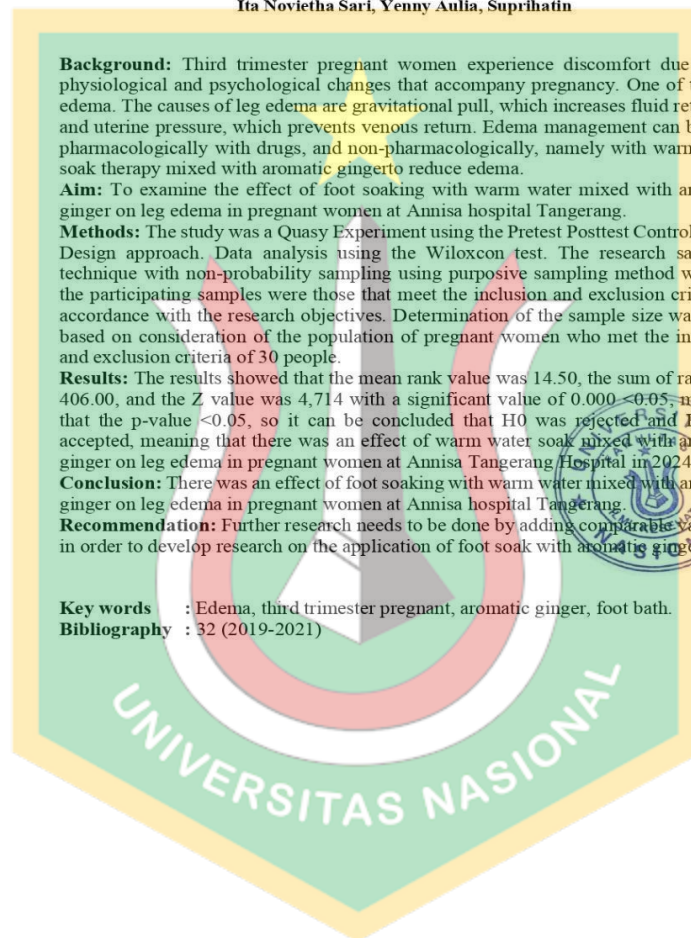 Ita Novietha Sari, Yenny Aulia, Suprihatin
Background: Third trimester pregnant women experience discomfort due
physiological and psychological changes that accompany pregnancy. One of
edema. The causes of leg edema are gravitational pull, which increases fluid
and uterine pressure, which prevents venous return. Edema management can
pharmacologically with drugs, and non-pharmacologically, namely with warm
soak therapy mixed with aromatic gingerto reduce edema.
Aim: To examine the effect of foot soaking with warm water mixed with
ginger on leg edema in pregnant women at Annisa hospital Tangerang.
Methods: The study was a Quasy Experiment using the Pretest Posttest Control
Design approach. Data analysis using the Wiloxcon test. The research
technique with non-probability sampling using purposive sampling method
the participating samples were those that meet the inclusion and exclusion
accordance with the research objectives. Determination of the sample size
based on consideration of the population of pregnant women who met the
and exclusion criteria of 30 people.
Results: The results showed that the mean rank value was 14.50, the sum of
406.00, and the Z value was 4,714 with a significant value of 0.000 <0.05,
that the p-value <0.05, so it can be concluded that H0 was rejected and
accepted, meaning that there was an effect of warm water soak mixed with
ginger on leg edema in pregnant women at Annisa Tangerang Hospital in 2024
Conclusion: There was an effect of foot soaking with warm water mixed with
ginger on leg edema in pregnant women at Annisa hospital Tangerang.
Recommendation: Further research needs to be done by adding comparable
in order to develop research on the application of foot soak with aromatic
Key words : Edema, third trimester pregnant, aromatic ginger, foot bath.
Bibliography : 32 (2019-2021)
UNIVERSITAS NASIONAL